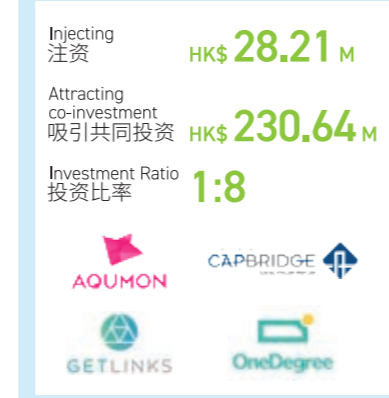 Injecting
注资 HK$ 28.21 M
Attracting
co-investment
吸引共同投资 HK$ 230.64 M
Investment Ratio
投资比率 1:8
AQUMON
CAPBRIDGE
GETLINKS
OneDegree